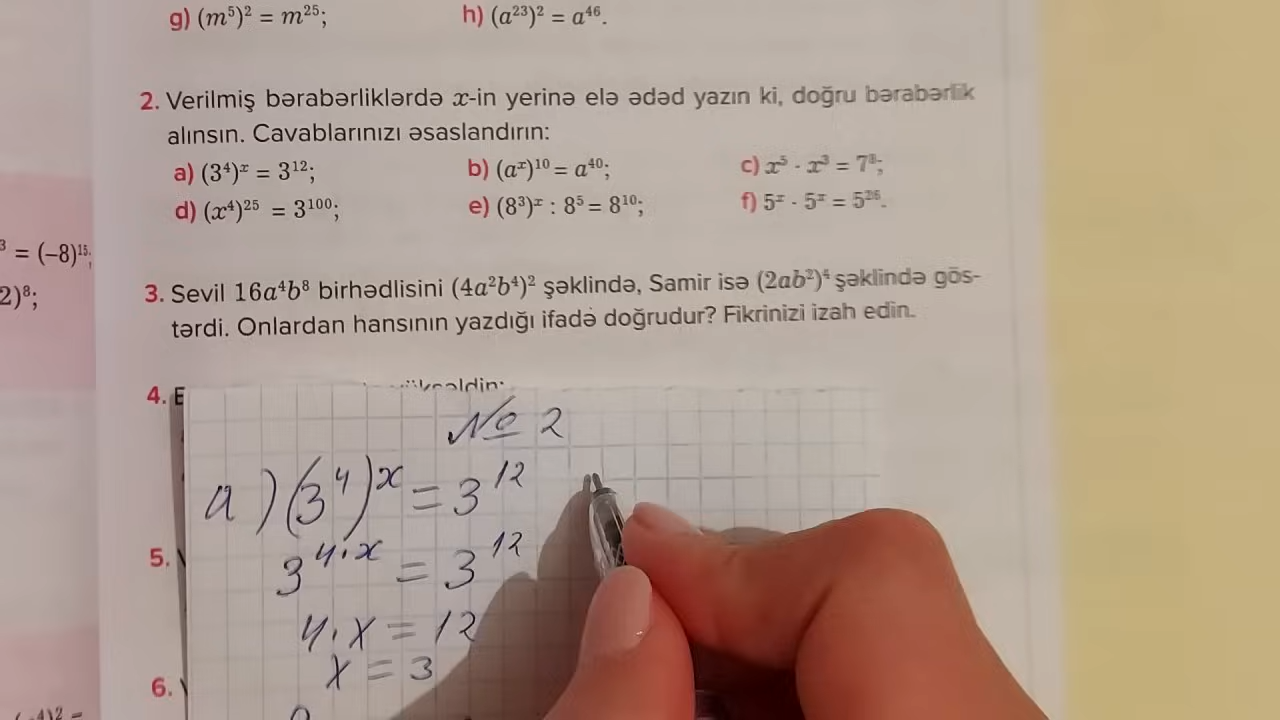 g) (m⁵)² = m²⁵; h) (a²³)² = a⁴⁶.
2. Verilmiş bərabərliklərdə x-in yerinə elə ədəd yazın ki, doğru bərabərlik
alınsın. Cavablarınızı əsaslandırın:
a) (3⁴)ˣ = 3¹²; b) (aˣ)¹⁰ = a⁴⁰; c) x⁵ · x³ = 7⁸;
d) (x⁴)²⁵ = 3¹⁰⁰; e) (8³)ˣ : 8⁵ = 8¹⁰; f) 5ˣ · 5ˣ = 5²⁶.
³ = (–8)¹⁵;
2)⁸;
3. Sevil 16a⁴b⁸ birhədlisini (4a²b⁴)² şəklində, Samir isə (2ab²)⁴ şəklində gös-
tərdi. Onlardan hansının yazdığı ifadə doğrudur? Fikrinizi izah edin.
4.
№ 2
a) (3⁴)ˣ = 3¹²
5.
3⁴·ˣ = 3¹²
4·x = 12
x = 3
6.